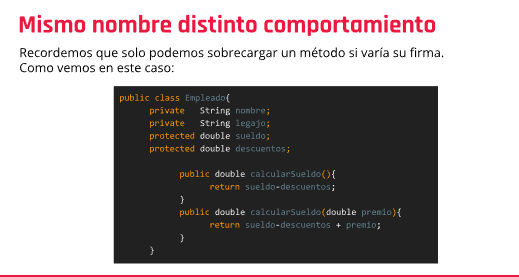 Mismo nombre distinto comportamiento
Recordemos que solo podemos sobrecargar un método si varía su firma.
Como vemos en este caso:
public class Empleado{
private String nombre;
private String legajo;
protected double sueldo;
protected double descuentos;
public double calcularSueldo(){
return sueldo-descuentos;
}
public double calcularSueldo(double premio){
return sueldo-descuentos + premio;
}
}